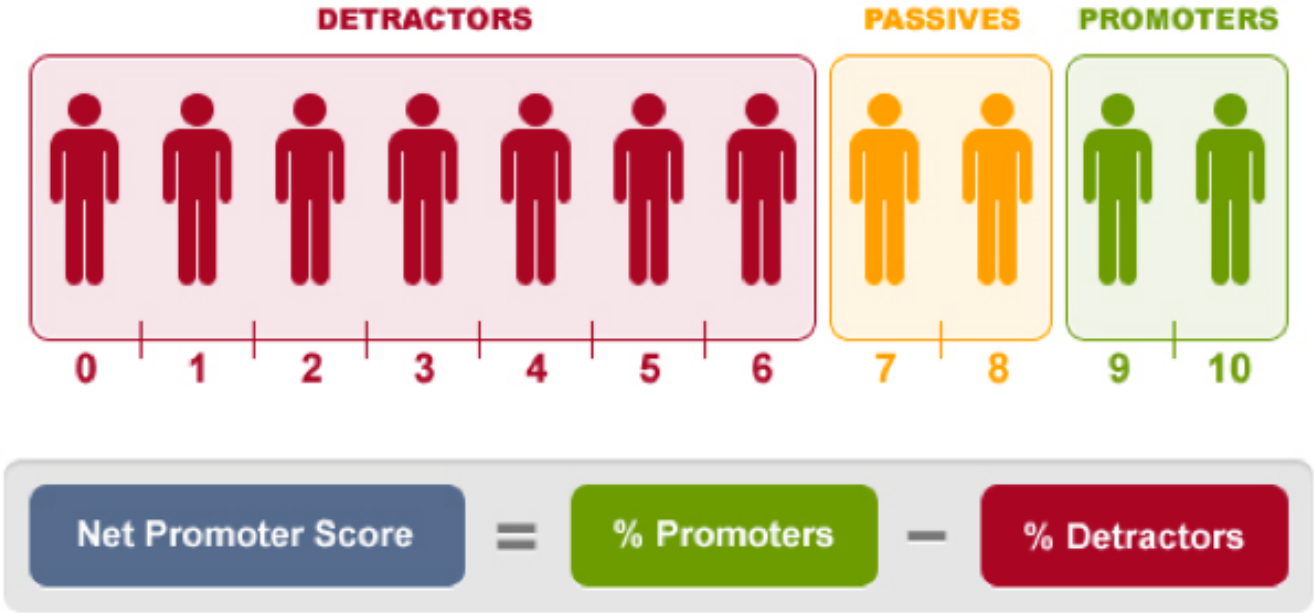 DETRACTORS PASSIVES PROMOTERS
0 1 2 3 4 5 6 7 8 9 10
Net Promoter Score = % Promoters − % Detractors